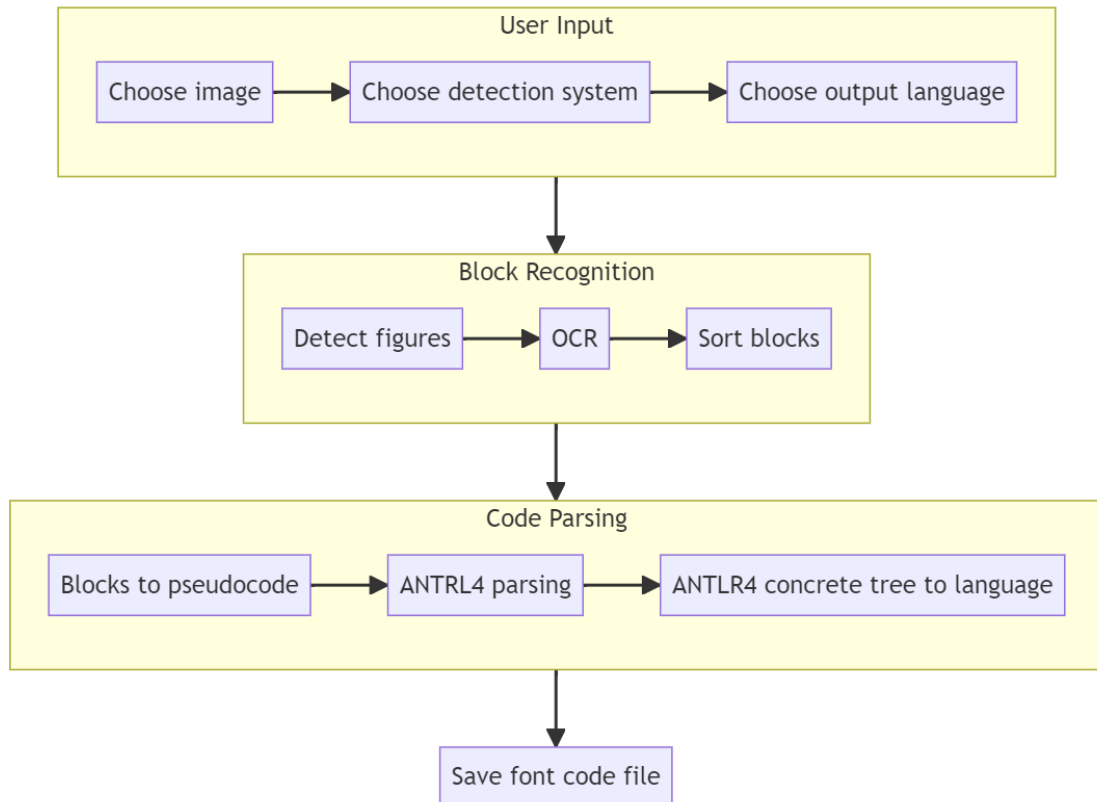 User Input
Choose image
Choose detection system
Choose output language
Block Recognition
Detect figures
OCR
Sort blocks
Code Parsing
Blocks to pseudocode
ANTRL4 parsing
ANTLR4 concrete tree to language
Save font code file